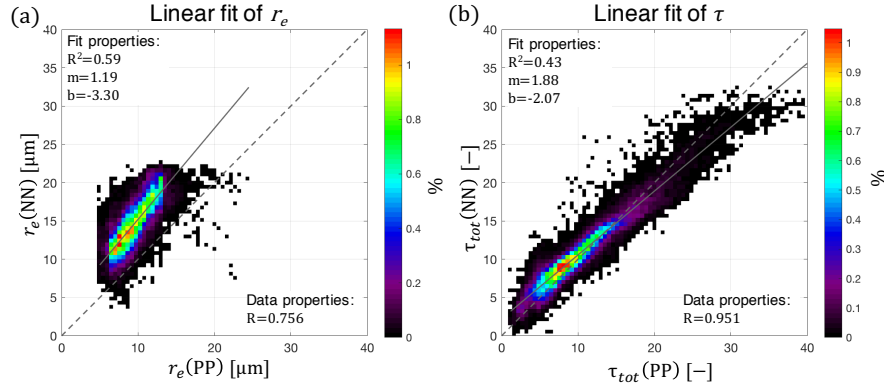 (a)
Linear fit of r_e
Fit properties:
R²=0.59
m=1.19
b=-3.30
Data properties:
R=0.756
40
35
30
25
20
15
10
5
0
0 10 20 30 40
r_e(NN) [μm]
r_e(PP) [μm]
1
0.8
0.6
0.4
0.2
0
%
(b)
Linear fit of τ
Fit properties:
R²=0.43
m=1.88
b=-2.07
Data properties:
R=0.951
40
35
30
25
20
15
10
5
0
0 10 20 30 40
τ_tot(NN) [−]
τ_tot(PP) [−]
1
0.9
0.8
0.7
0.6
0.5
0.4
0.3
0.2
0.1
0
%